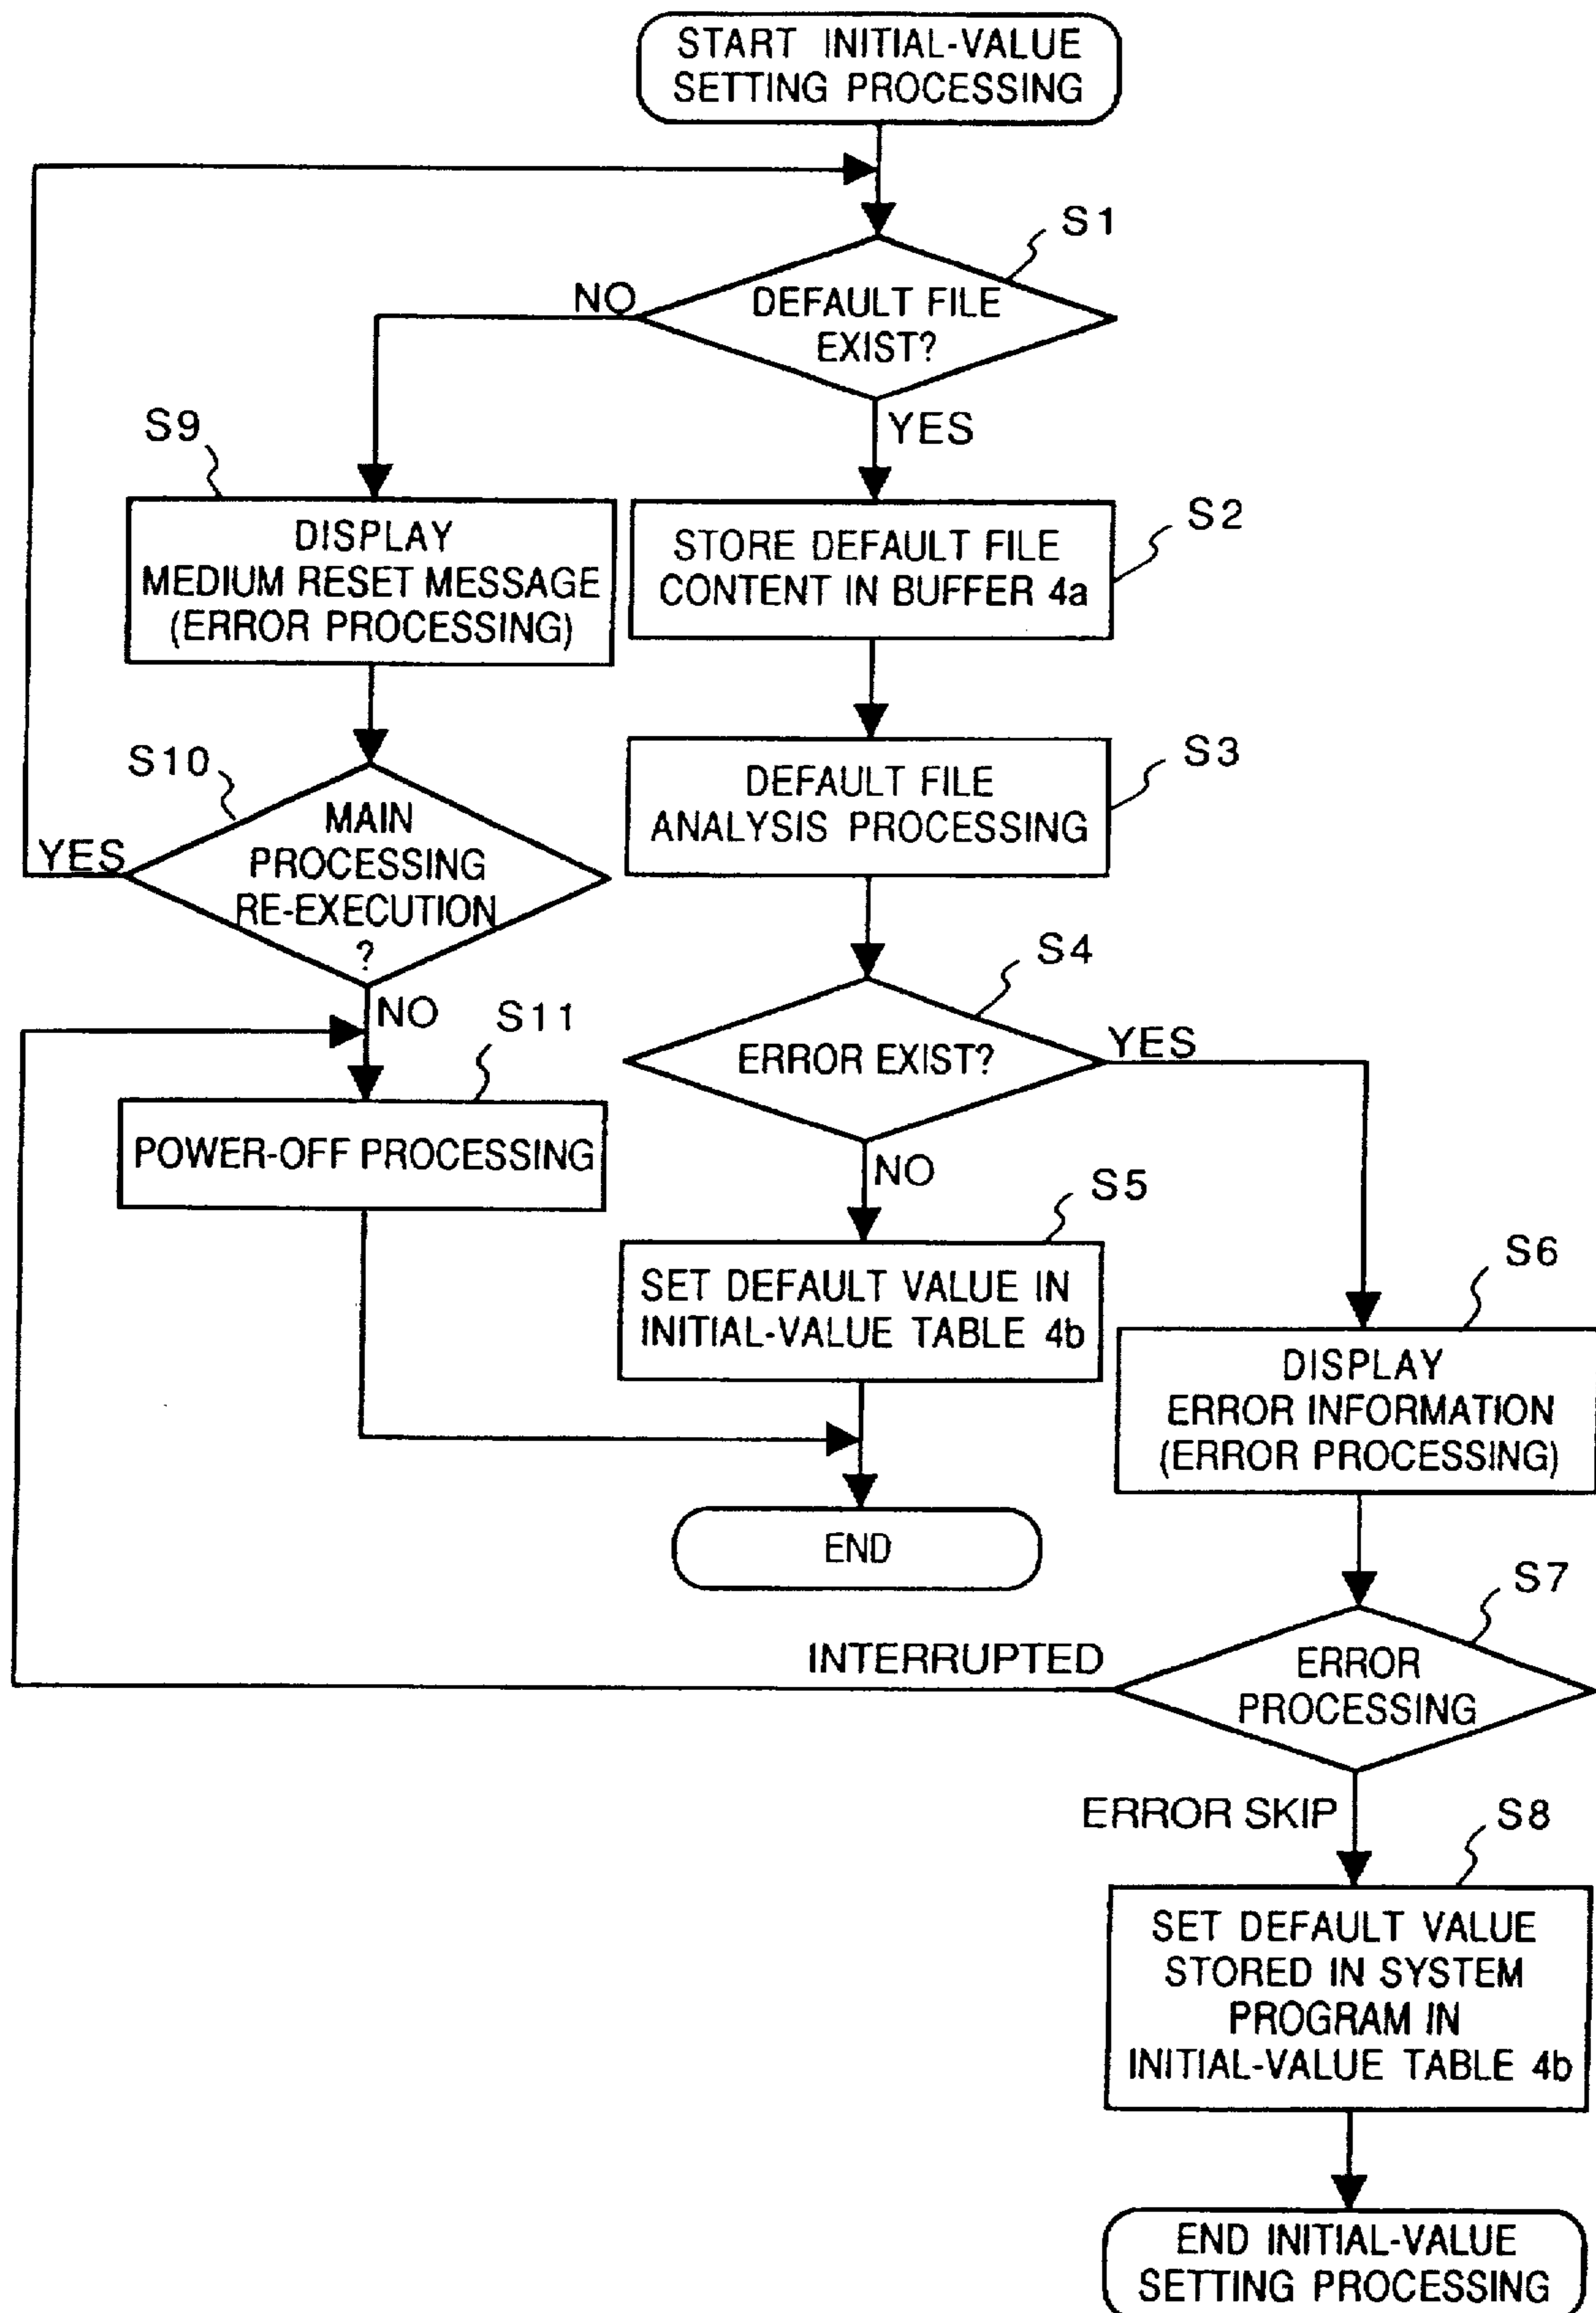 START INITIAL-VALUE
SETTING PROCESSING
S1
DEFAULT FILE
EXIST?
NO
YES
S9
DISPLAY
MEDIUM RESET MESSAGE
(ERROR PROCESSING)
S2
STORE DEFAULT FILE
CONTENT IN BUFFER 4a
S10
MAIN
PROCESSING
RE-EXECUTION
?
YES
NO
S3
DEFAULT FILE
ANALYSIS PROCESSING
S4
ERROR EXIST?
YES
NO
S11
POWER-OFF PROCESSING
S5
SET DEFAULT VALUE IN
INITIAL-VALUE TABLE 4b
S6
DISPLAY
ERROR INFORMATION
(ERROR PROCESSING)
END
S7
INTERRUPTED
ERROR
PROCESSING
ERROR SKIP
S8
SET DEFAULT VALUE
STORED IN SYSTEM
PROGRAM IN
INITIAL-VALUE TABLE 4b
END INITIAL-VALUE
SETTING PROCESSING